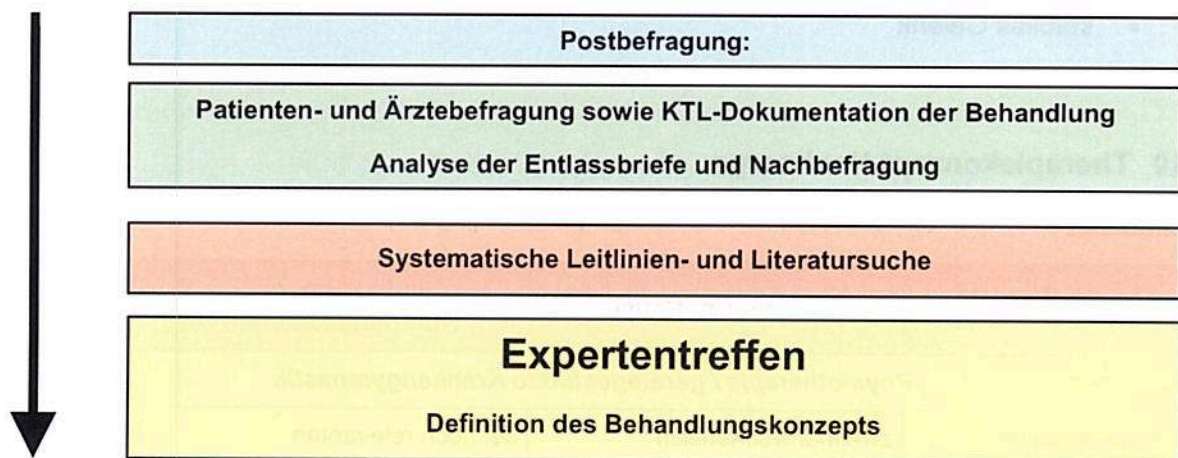 Postbefragung:
Patienten- und Ärztebefragung sowie KTL-Dokumentation der Behandlung
Analyse der Entlassbriefe und Nachbefragung
Systematische Leitlinien- und Literatursuche
Expertentreffen
Definition des Behandlungskonzepts